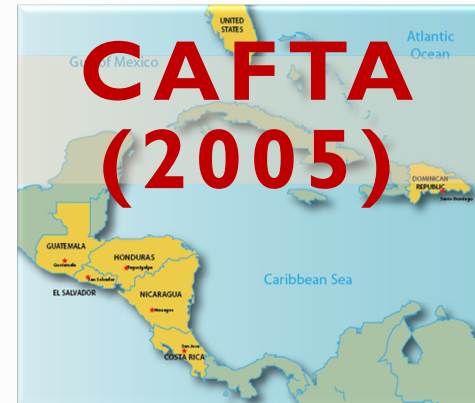 UNITED
STATES
Atlantic
Ocean
Gulf of Mexico
CAFTA
(2005)
DOMINICAN
REPUBLIC
Santo Domingo
GUATEMALA
Guatemala
HONDURAS
Tegucigalpa
San Salvador
EL SALVADOR
NICARAGUA
Managua
Caribbean Sea
San Jose
COSTA RICA